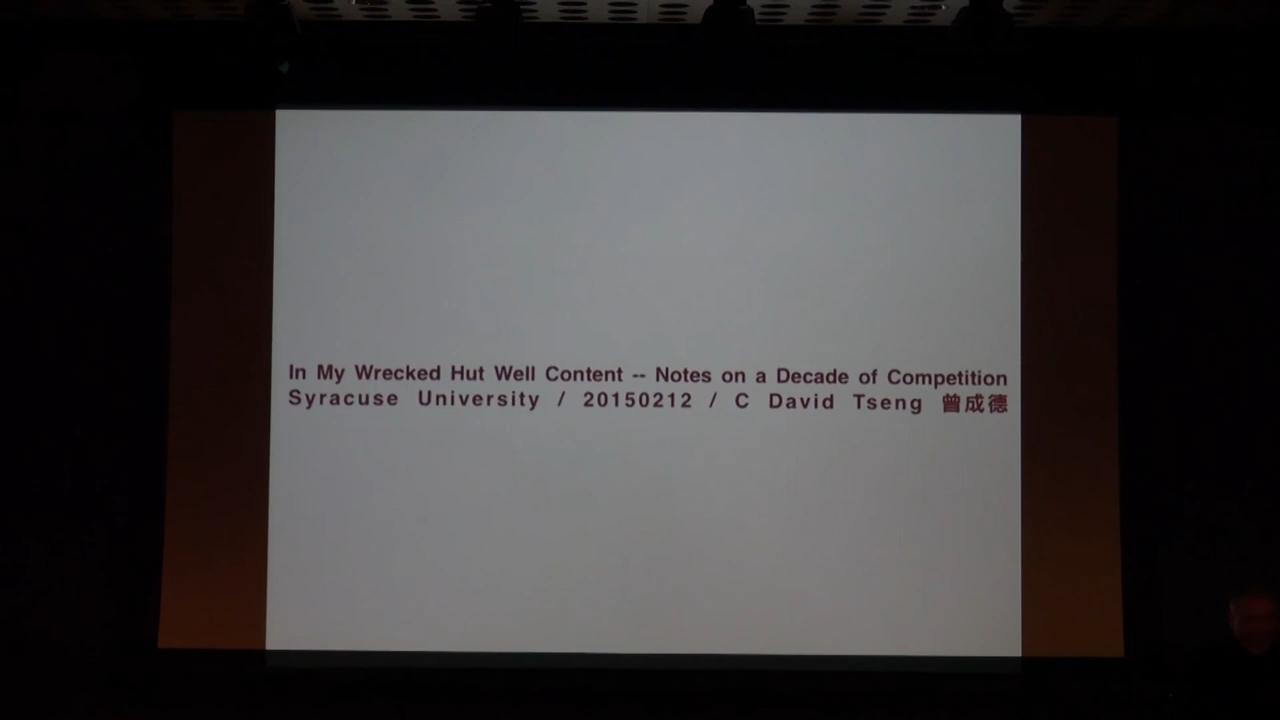 In My Wrecked Hut Well Content -- Notes on a Decade of Competition
Syracuse University / 20150212 / C David Tseng 曾成德